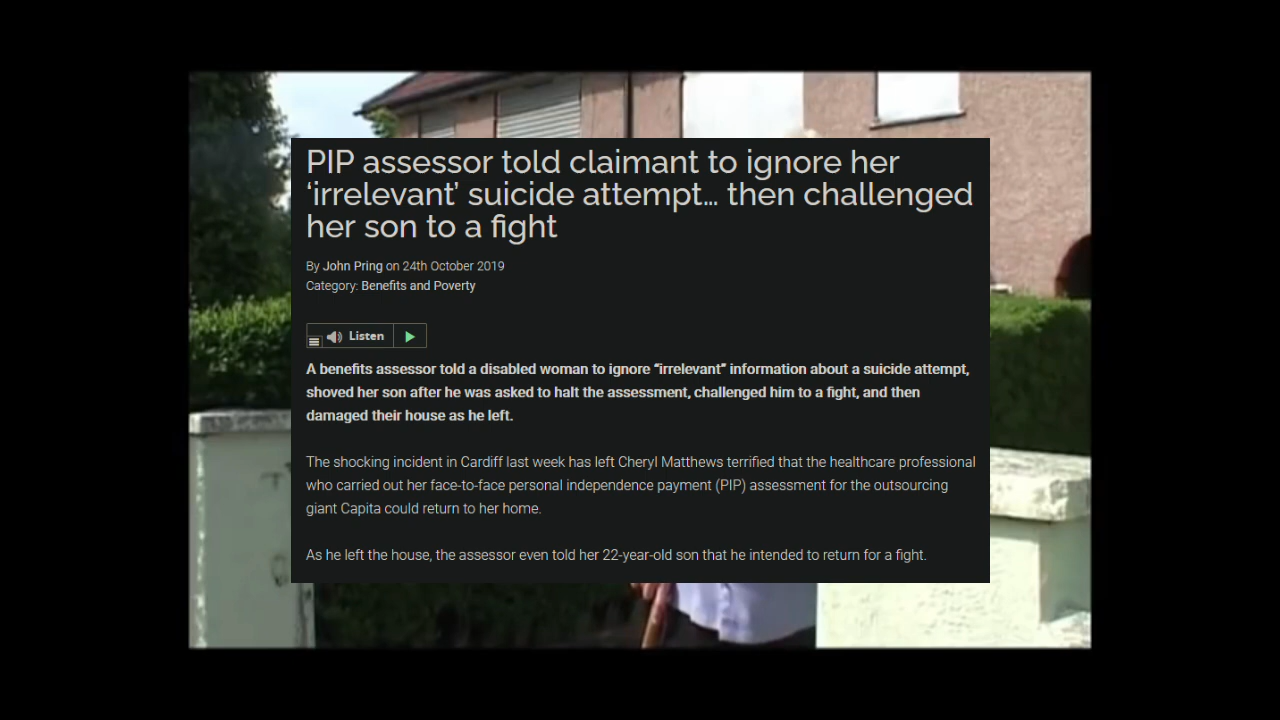 PIP assessor told claimant to ignore her
‘irrelevant’ suicide attempt… then challenged
her son to a fight
By John Pring on 24th October 2019
Category: Benefits and Poverty
Listen
A benefits assessor told a disabled woman to ignore “irrelevant” information about a suicide attempt,
shoved her son after he was asked to halt the assessment, challenged him to a fight, and then
damaged their house as he left.
The shocking incident in Cardiff last week has left Cheryl Matthews terrified that the healthcare professional
who carried out her face-to-face personal independence payment (PIP) assessment for the outsourcing
giant Capita could return to her home.
As he left the house, the assessor even told her 22-year-old son that he intended to return for a fight.